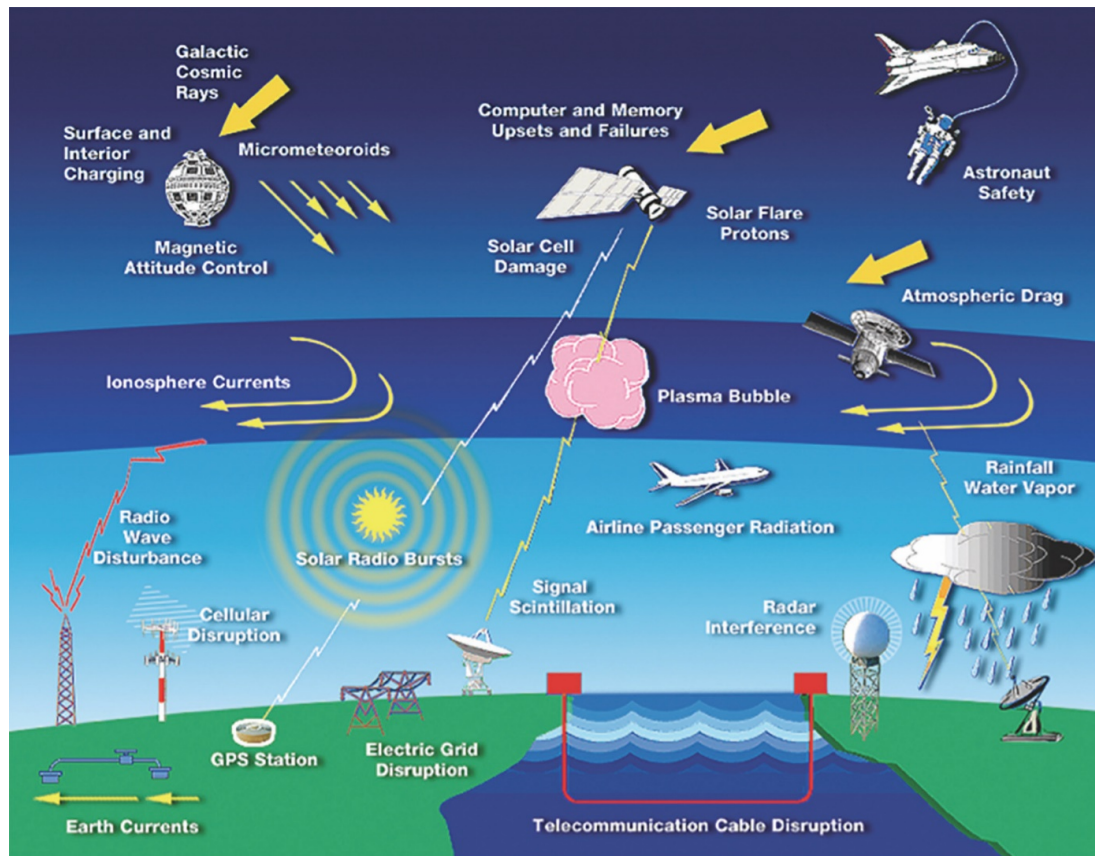 Galactic
Cosmic
Rays
Surface and
Interior
Charging
Micrometeoroids
Magnetic
Attitude Control
Computer and Memory
Upsets and Failures
Solar Cell
Damage
Solar Flare
Protons
Astronaut
Safety
Atmospheric Drag
Ionosphere Currents
Plasma Bubble
Radio
Wave
Disturbance
Solar Radio Bursts
Airline Passenger Radiation
Rainfall
Water Vapor
Cellular
Disruption
Signal
Scintillation
Radar
Interference
GPS Station
Electric Grid
Disruption
Earth Currents
Telecommunication Cable Disruption